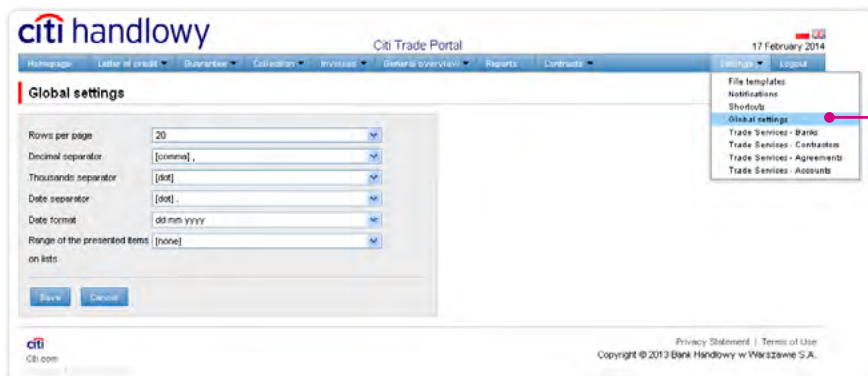 citi handlowy
Citi Trade Portal
17 February 2014
Homepage Letter of credit Guarantee Collection Invoices General overview Reports Contracts Settings Logout
Global settings
File templates
Notifications
Shortcuts
Global settings
Trade Services - Banks
Trade Services - Contractors
Trade Services - Agreements
Trade Services - Accounts
Rows per page 20
Decimal separator [comma] ,
Thousands separator [dot]
Date separator [dot] .
Date format dd mm yyyy
Range of the presented items [none]
on lists
Save Cancel
citi
Citi.com
Privacy Statement | Terms of Use
Copyright © 2013 Bank Handlowy w Warszawie S.A.